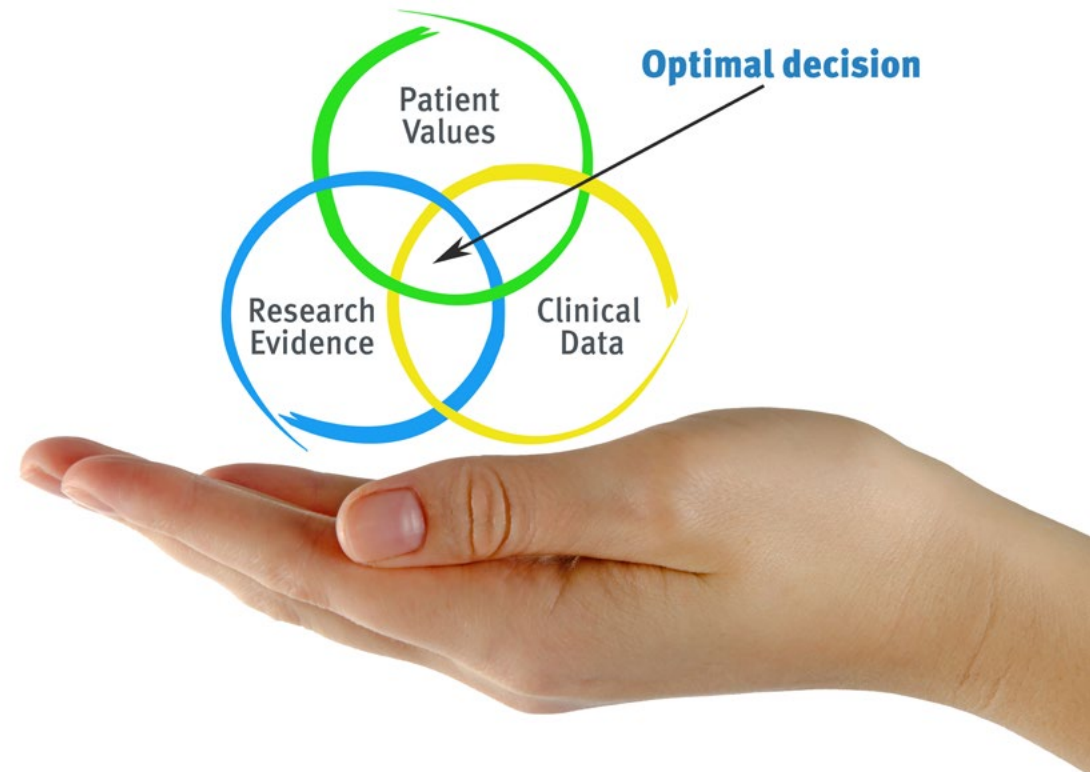 Optimal decision
Patient
Values
Research
Evidence
Clinical
Data